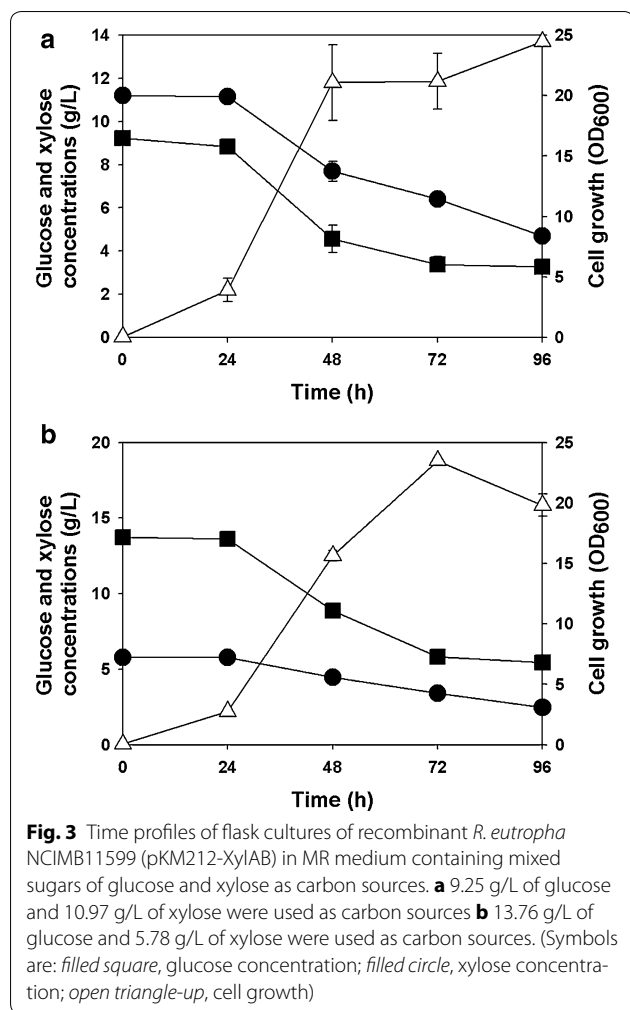 a
14
12
10
8
6
4
2
0
Glucose and xylose
concentrations (g/L)
25
20
15
10
5
0
Cell growth (OD600)
0 24 48 72 96
Time (h)
b
20
15
10
5
0
Glucose and xylose
concentrations (g/L)
25
20
15
10
5
0
Cell growth (OD600)
0 24 48 72 96
Time (h)
Fig. 3 Time profiles of flask cultures of recombinant R. eutropha
NCIMB11599 (pKM212-XylAB) in MR medium containing mixed
sugars of glucose and xylose as carbon sources. a 9.25 g/L of glucose
and 10.97 g/L of xylose were used as carbon sources b 13.76 g/L of
glucose and 5.78 g/L of xylose were used as carbon sources. (Symbols
are: filled square, glucose concentration; filled circle, xylose concentra-
tion; open triangle-up, cell growth)